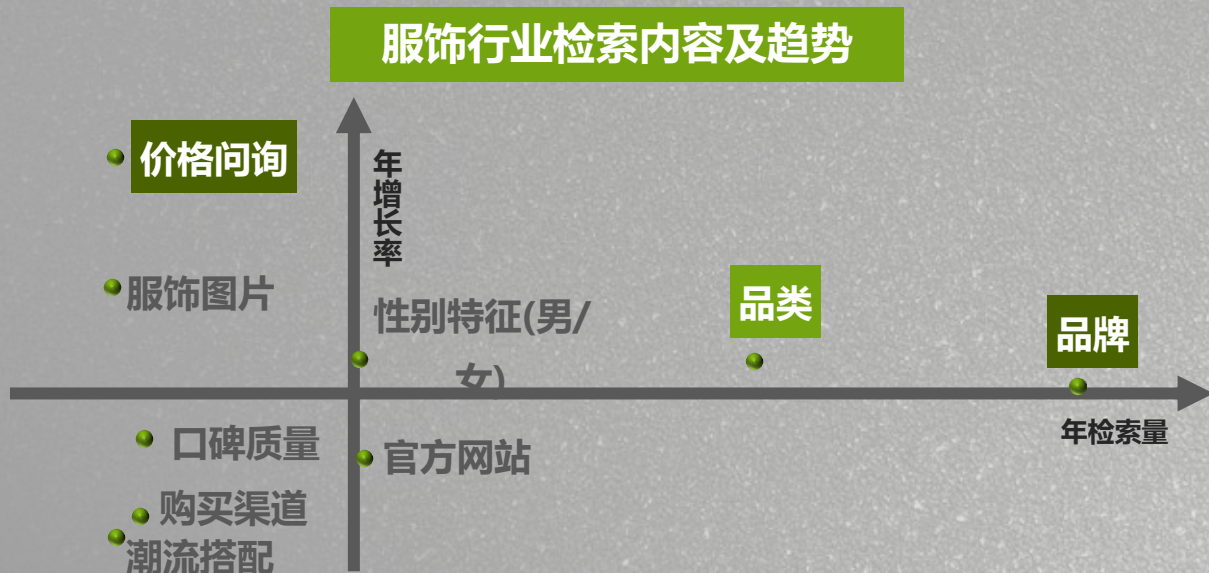 服饰行业检索内容及趋势
价格问询
年增长率
服饰图片
性别特征(男/
女)
品类
品牌
年检索量
口碑质量
官方网站
购买渠道
潮流搭配